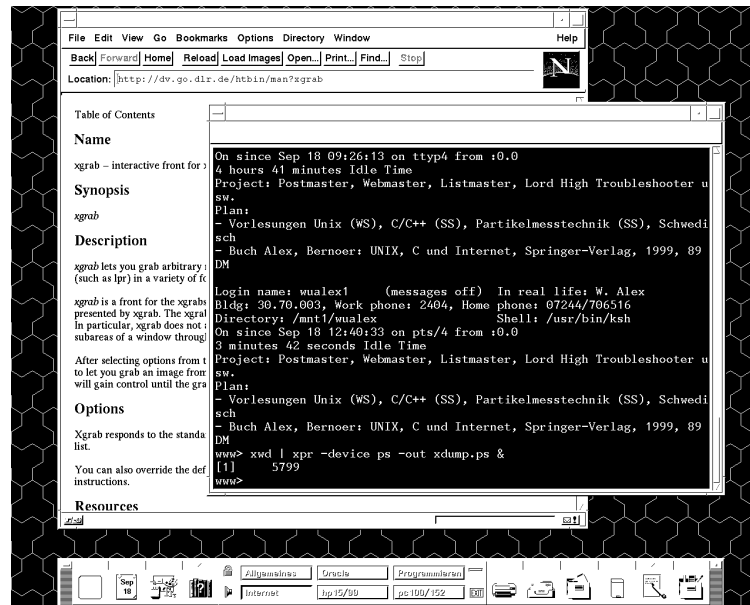 File Edit View Go Bookmarks Options Directory Window Help
Back Forward Home Reload Load Images Open... Print... Find... Stop
Location: http://dv.go.dlr.de/htbin/man?xgrab
N
Table of Contents
Name
xgrab – interactive front for
Synopsis
xgrab
Description
xgrab lets you grab arbitrary
(such as lpr) in a variety of
xgrab is a front for the xgrabs
presented by xgrab. The xgrab
In particular, xgrab does not
subareas of a window through
After selecting options from t
to let you grab an image from
will gain control until the gra
Options
Xgrab responds to the standa
list.
You can also override the def
instructions.
Resources
On since Sep 18 09:26:13 on ttyp4 from :0.0
4 hours 41 minutes Idle Time
Project: Postmaster, Webmaster, Listmaster, Lord High Troubleshooter u
sw.
Plan:
- Vorlesungen Unix (WS), C/C++ (SS), Partikelmesstechnik (SS), Schwedi
sch
- Buch Alex, Bernoer: UNIX, C und Internet, Springer-Verlag, 1999, 89
DM
Login name: wualex1 (messages off) In real life: W. Alex
Bldg: 30.70.003, Work phone: 2404, Home phone: 07244/706516
Directory: /mnt1/wualex Shell: /usr/bin/ksh
On since Sep 18 12:40:33 on pts/4 from :0.0
3 minutes 42 seconds Idle Time
Project: Postmaster, Webmaster, Listmaster, Lord High Troubleshooter u
sw.
Plan:
- Vorlesungen Unix (WS), C/C++ (SS), Partikelmesstechnik (SS), Schwedi
sch
- Buch Alex, Bernoer: UNIX, C und Internet, Springer-Verlag, 1999, 89
DM
www> xwd | xpr -device ps -out xdump.ps &
[1] 5799
www>
Sep
18
Allgemeines Oracle Programmieren
Internet hp15/99 pc100/152 EXIT